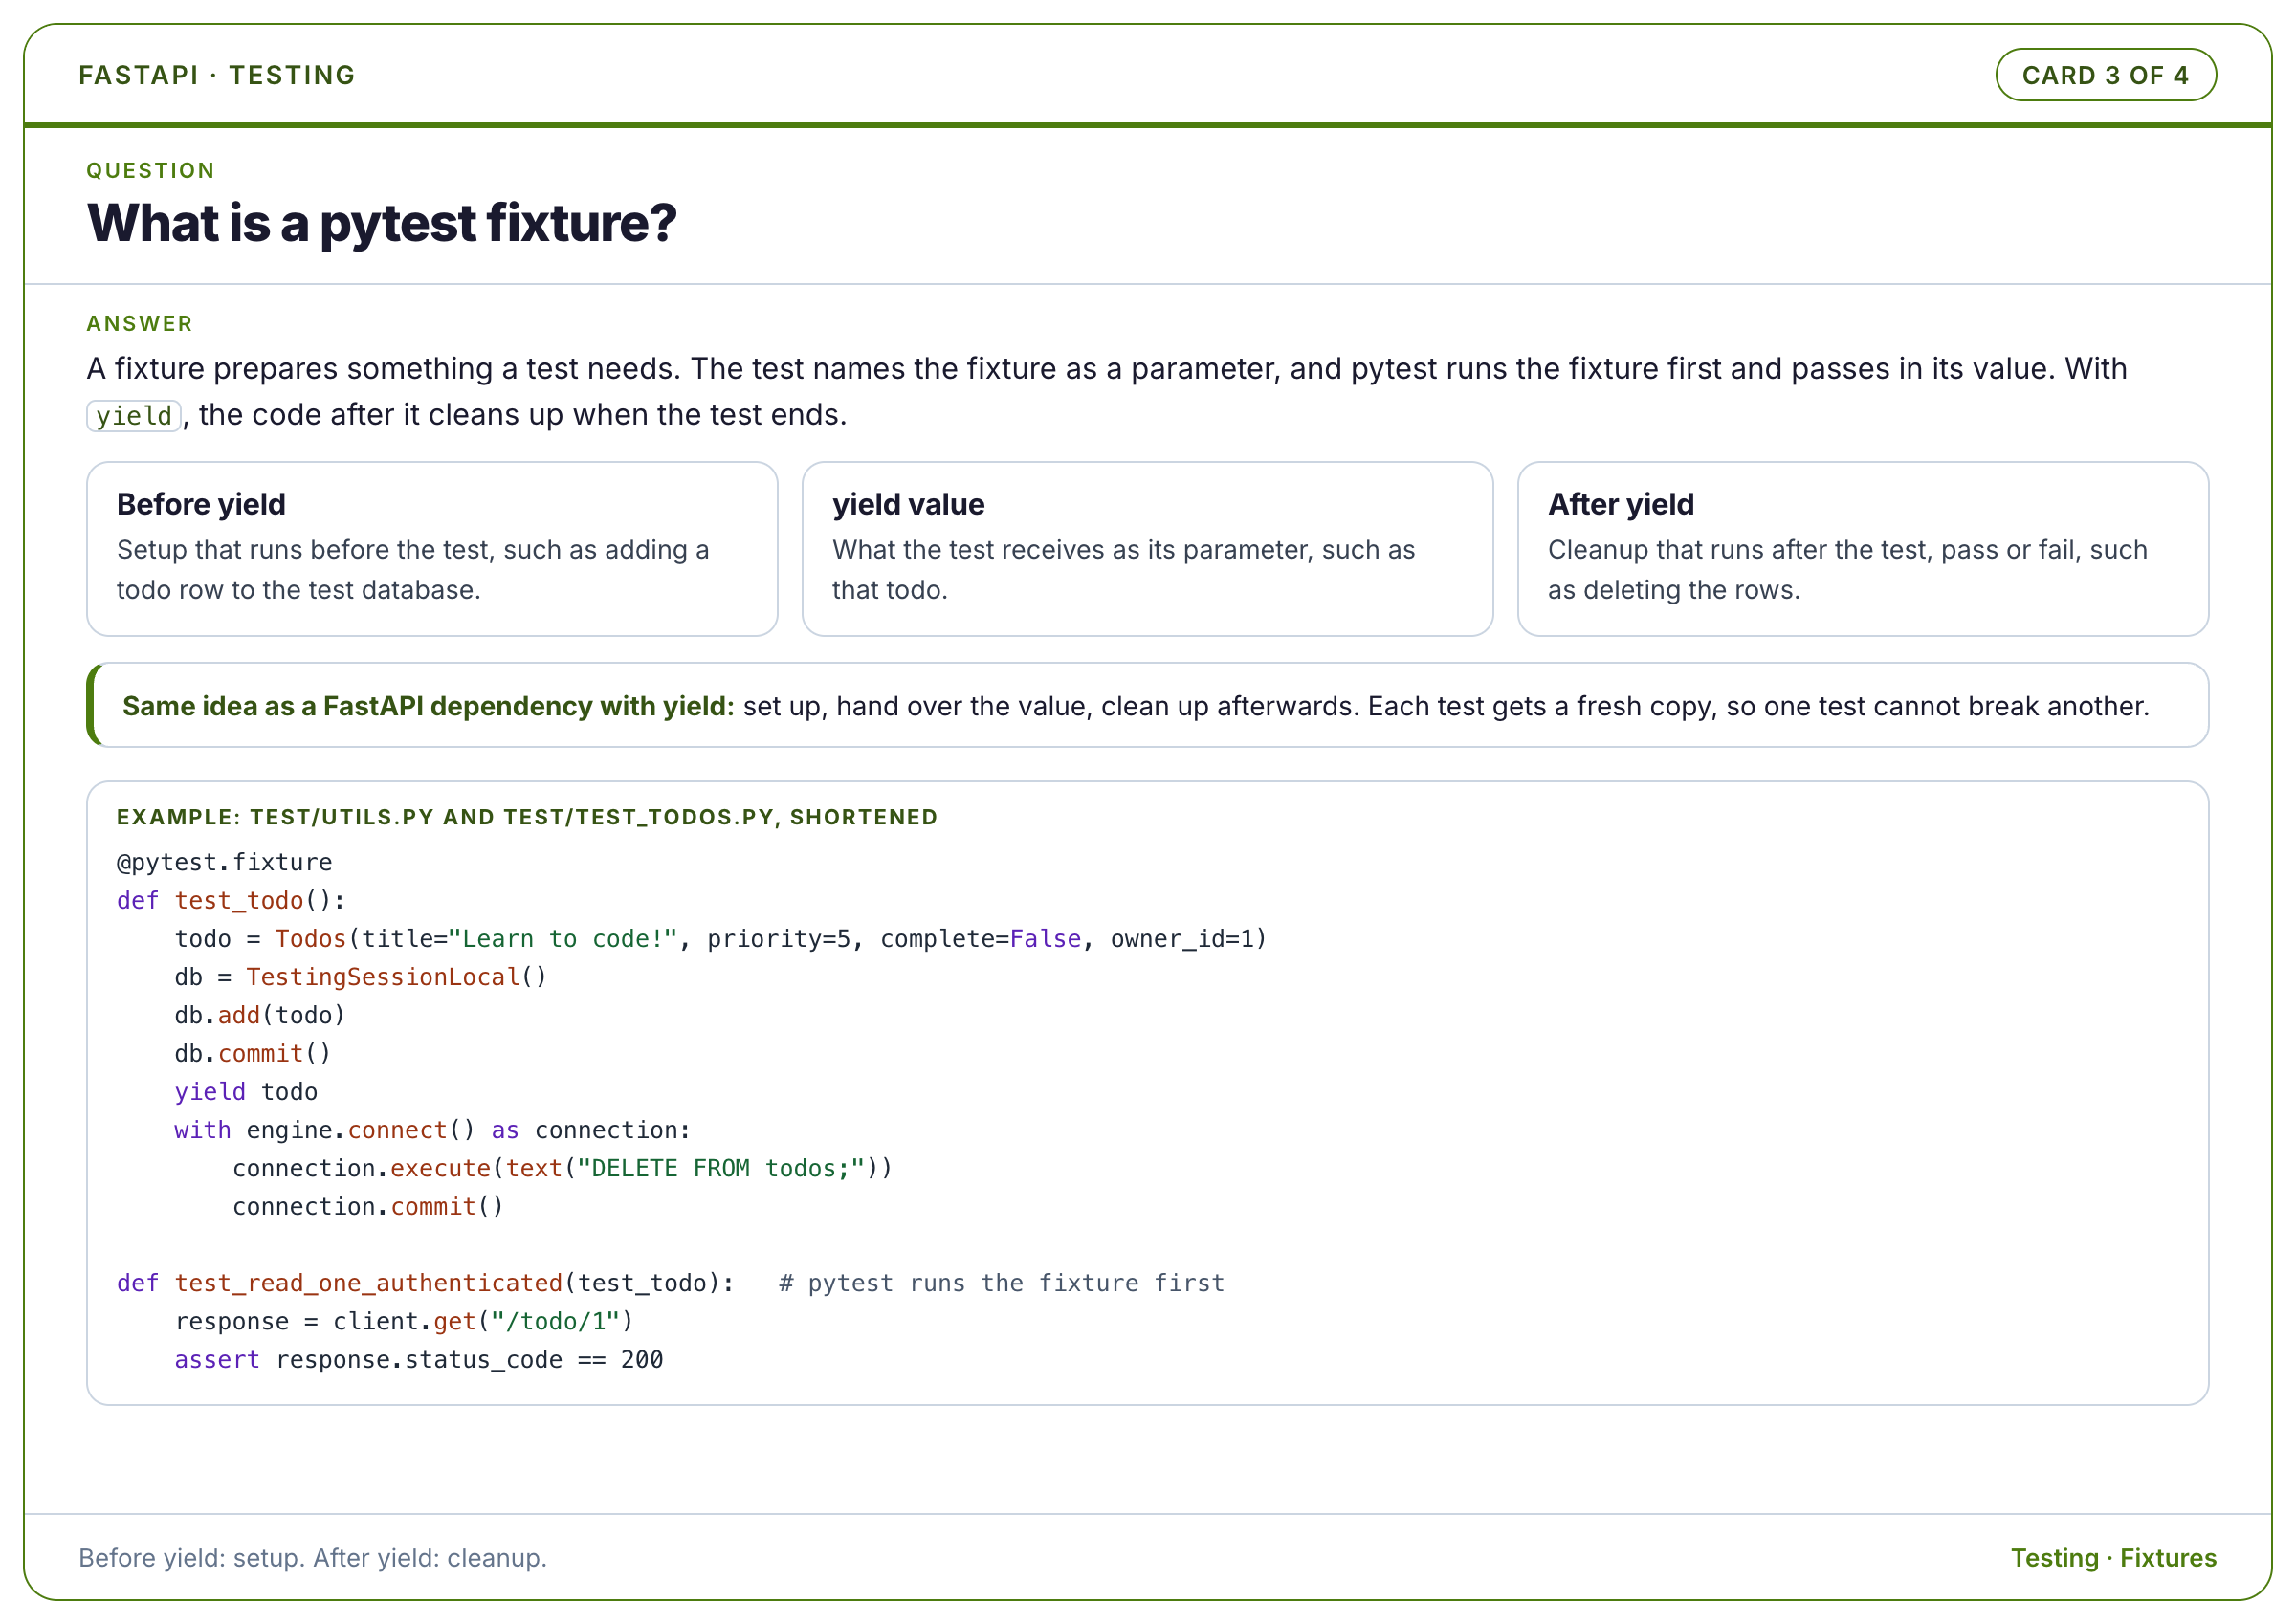 FASTAPI · TESTING
CARD 3 OF 4
QUESTION
What is a pytest fixture?
ANSWER
A fixture prepares something a test needs. The test names the fixture as a parameter, and pytest runs the fixture first and passes in its value. With
yield, the code after it cleans up when the test ends.
Before yield
Setup that runs before the test, such as adding a
todo row to the test database.
yield value
What the test receives as its parameter, such as
that todo.
After yield
Cleanup that runs after the test, pass or fail, such
as deleting the rows.
Same idea as a FastAPI dependency with yield: set up, hand over the value, clean up afterwards. Each test gets a fresh copy, so one test cannot break another.
EXAMPLE: TEST/UTILS.PY AND TEST/TEST_TODOS.PY, SHORTENED
@pytest.fixture
def test_todo():
    todo = Todos(title="Learn to code!", priority=5, complete=False, owner_id=1)
    db = TestingSessionLocal()
    db.add(todo)
    db.commit()
    yield todo
    with engine.connect() as connection:
        connection.execute(text("DELETE FROM todos;"))
        connection.commit()

def test_read_one_authenticated(test_todo):   # pytest runs the fixture first
    response = client.get("/todo/1")
    assert response.status_code == 200
Before yield: setup. After yield: cleanup.
Testing · Fixtures